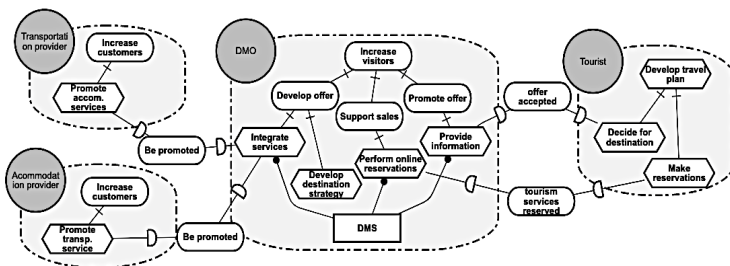 Transportati
on provider
Increase
customers
Promote
accom.
services
Be promoted
Acommodat
ion provider
Increase
customers
Promote
transp.
service
Be promoted
DMO
Increase
visitors
Develop offer
Support sales
Promote offer
Integrate
services
Develop
destination
strategy
Perform online
reservations
Provide
information
DMS
offer
accepted
tourism
services
reserved
Tourist
Develop travel
plan
Decide for
destination
Make
reservations